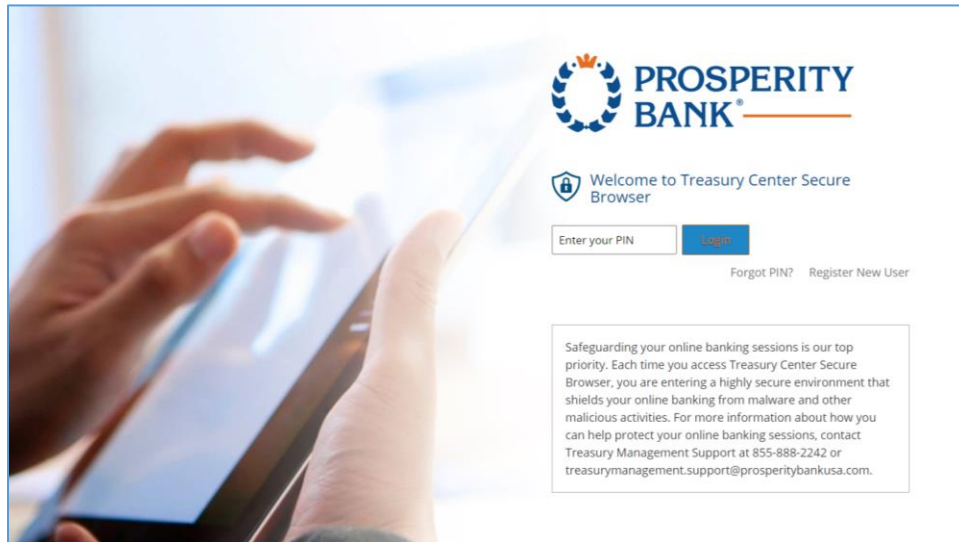 PROSPERITY
BANK®
Welcome to Treasury Center Secure
Browser
Enter your PIN
Login
Forgot PIN? Register New User
Safeguarding your online banking sessions is our top
priority. Each time you access Treasury Center Secure
Browser, you are entering a highly secure environment that
shields your online banking from malware and other
malicious activities. For more information about how you
can help protect your online banking sessions, contact
Treasury Management Support at 855-888-2242 or
treasurymanagement.support@prosperitybankusa.com.